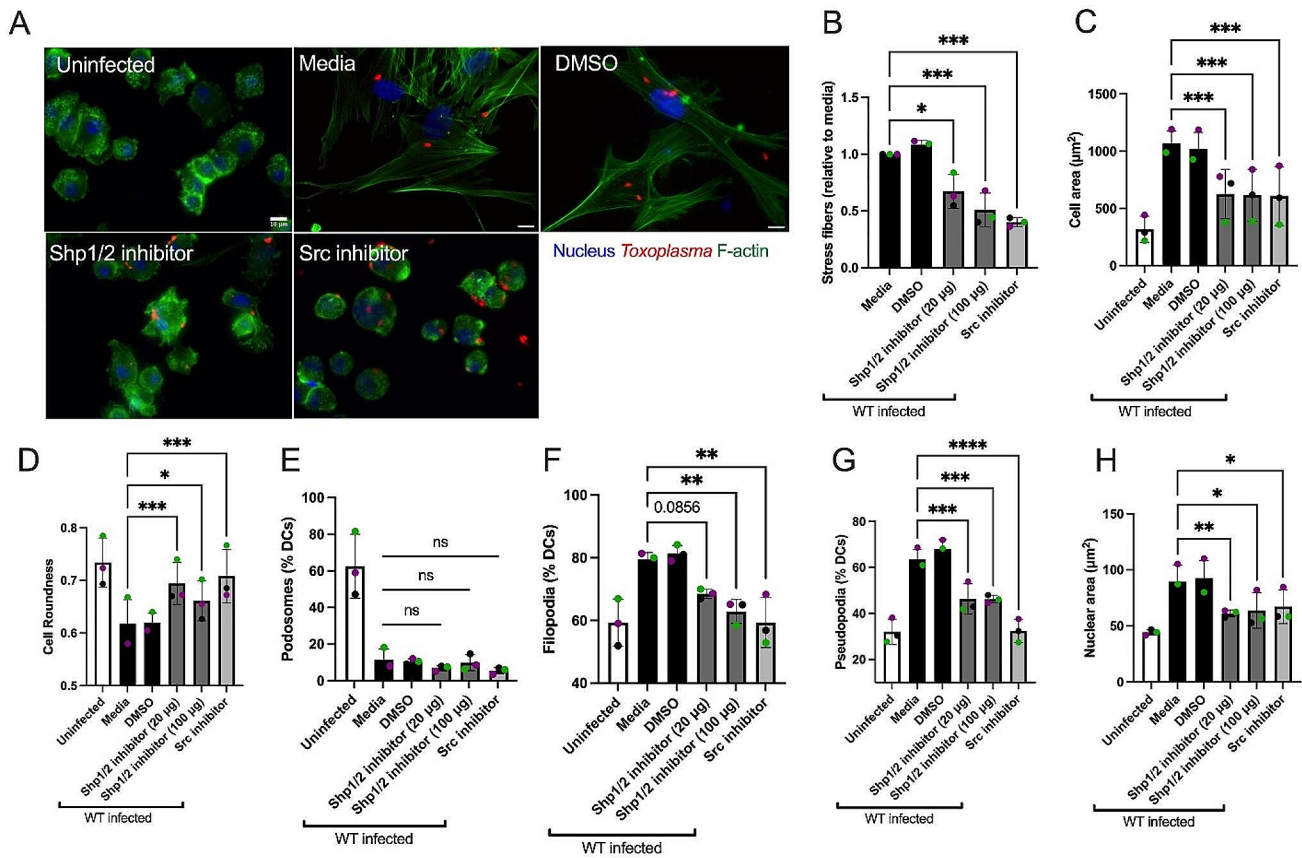 A
Uninfected
Media
DMSO
10 µm
Shp1/2 inhibitor
Src inhibitor
Nucleus Toxoplasma F-actin
B
***
***
*
Stress fibers (relative to media)
1.5
1.0
0.5
0.0
Media
DMSO
Shp1/2 inhibitor (20 µg)
Shp1/2 inhibitor (100 µg)
Src inhibitor
WT infected
C
***
***
***
Cell area (µm²)
1500
1000
500
0
Uninfected
Media
DMSO
Shp1/2 inhibitor (20 µg)
Shp1/2 inhibitor (100 µg)
Src inhibitor
WT infected
D
***
*
***
Cell Roundness
0.8
0.7
0.6
0.5
Uninfected
Media
DMSO
Shp1/2 inhibitor (20 µg)
Shp1/2 inhibitor (100 µg)
Src inhibitor
WT infected
E
ns
ns
ns
Podosomes (% DCs)
100
80
60
40
20
0
Uninfected
Media
DMSO
Shp1/2 inhibitor (20 µg)
Shp1/2 inhibitor (100 µg)
Src inhibitor
WT infected
F
**
**
0.0856
Filopodia (% DCs)
100
80
60
40
Uninfected
Media
DMSO
Shp1/2 inhibitor (20 µg)
Shp1/2 inhibitor (100 µg)
Src inhibitor
WT infected
G
****
***
***
Pseudopodia (% DCs)
80
60
40
20
Uninfected
Media
DMSO
Shp1/2 inhibitor (20 µg)
Shp1/2 inhibitor (100 µg)
Src inhibitor
WT infected
H
*
*
**
Nuclear area (µm²)
150
100
50
0
Uninfected
Media
DMSO
Shp1/2 inhibitor (20 µg)
Shp1/2 inhibitor (100 µg)
Src inhibitor
WT infected